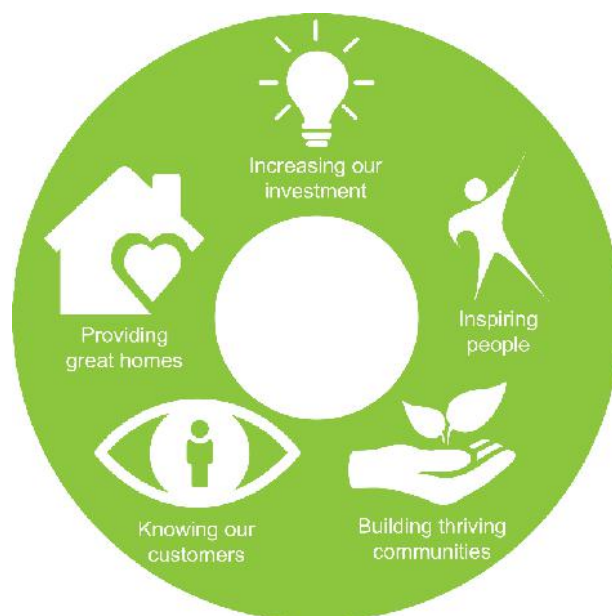 Increasing our
investment
Inspiring
people
Building thriving
communities
Knowing our
customers
Providing
great homes